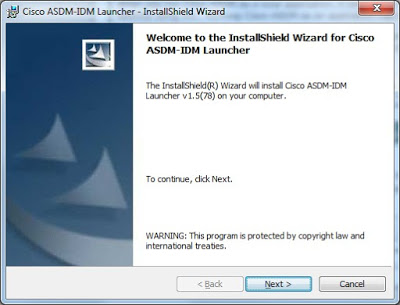 Cisco ASDM-IDM Launcher - InstallShield Wizard
Welcome to the InstallShield Wizard for Cisco
ASDM-IDM Launcher
The InstallShield(R) Wizard will install Cisco ASDM-IDM
Launcher v1.5(78) on your computer.
To continue, click Next.
WARNING: This program is protected by copyright law and
international treaties.
< Back
Next >
Cancel